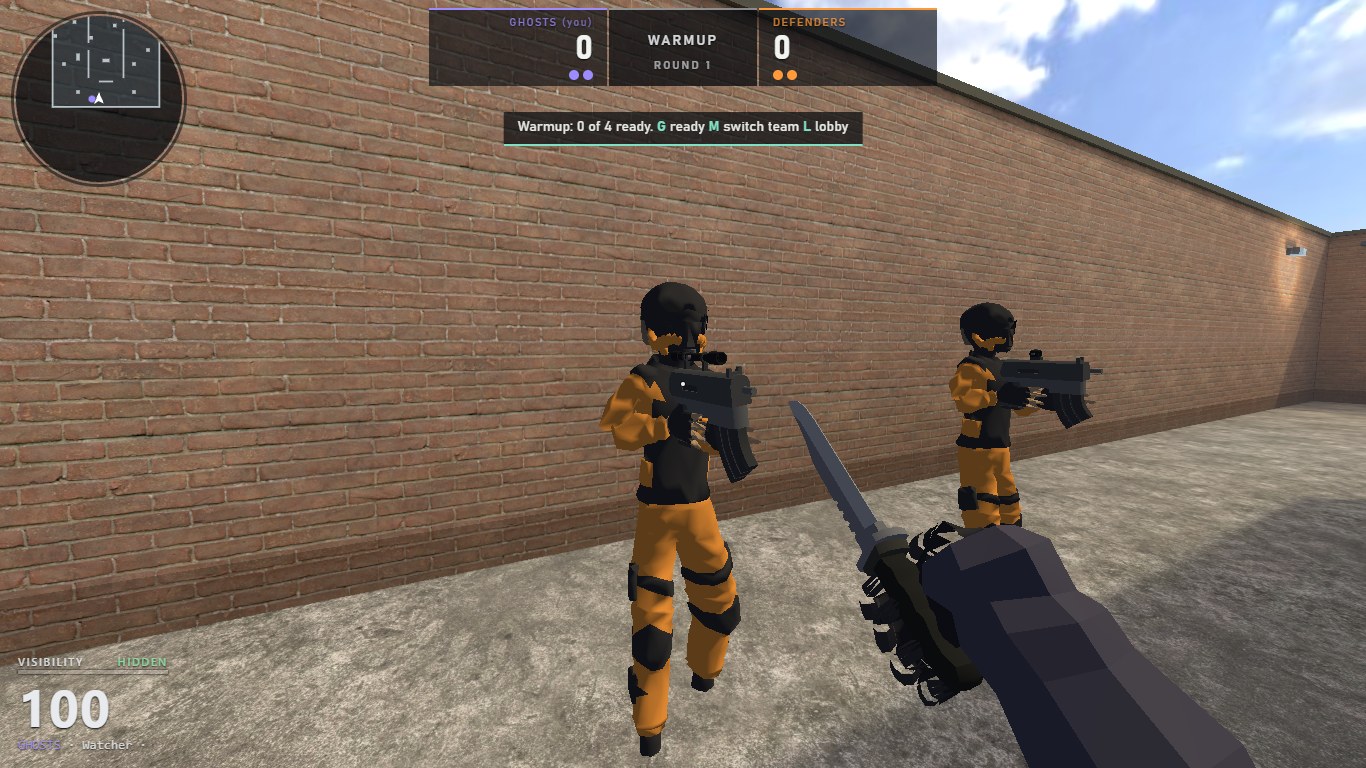 GHOSTS (you)
0
WARMUP
ROUND 1
DEFENDERS
0
Warmup: 0 of 4 ready. G ready M switch team L lobby
VISIBILITY HIDDEN
100
GHOSTS · Watcher ·